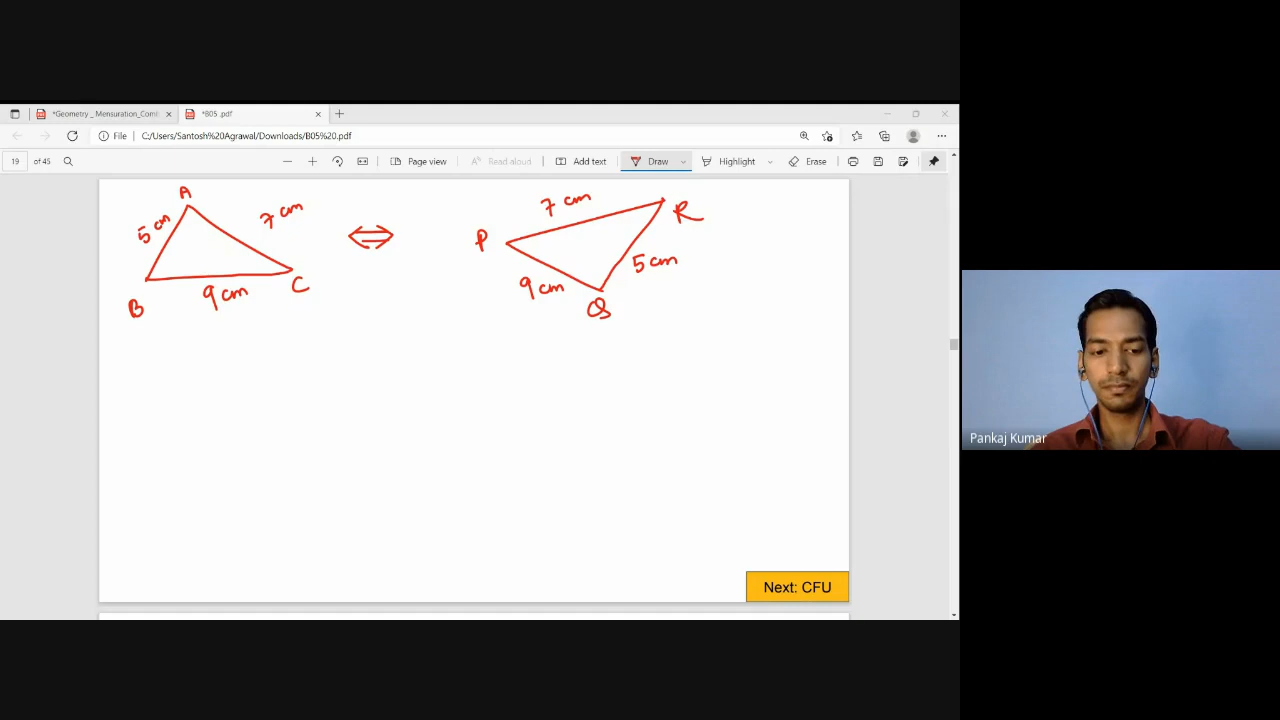 *Geometry _ Mensuration_Comb
*B05 .pdf
File C:/Users/Santosh%20Agrawal/Downloads/B05%20.pdf
19 of 45 Page view Read aloud Add text Draw Highlight Erase
A
5 cm
7 cm
B
9 cm
C
P
7 cm
R
9 cm
5 cm
Q
Next: CFU
Pankaj Kumar